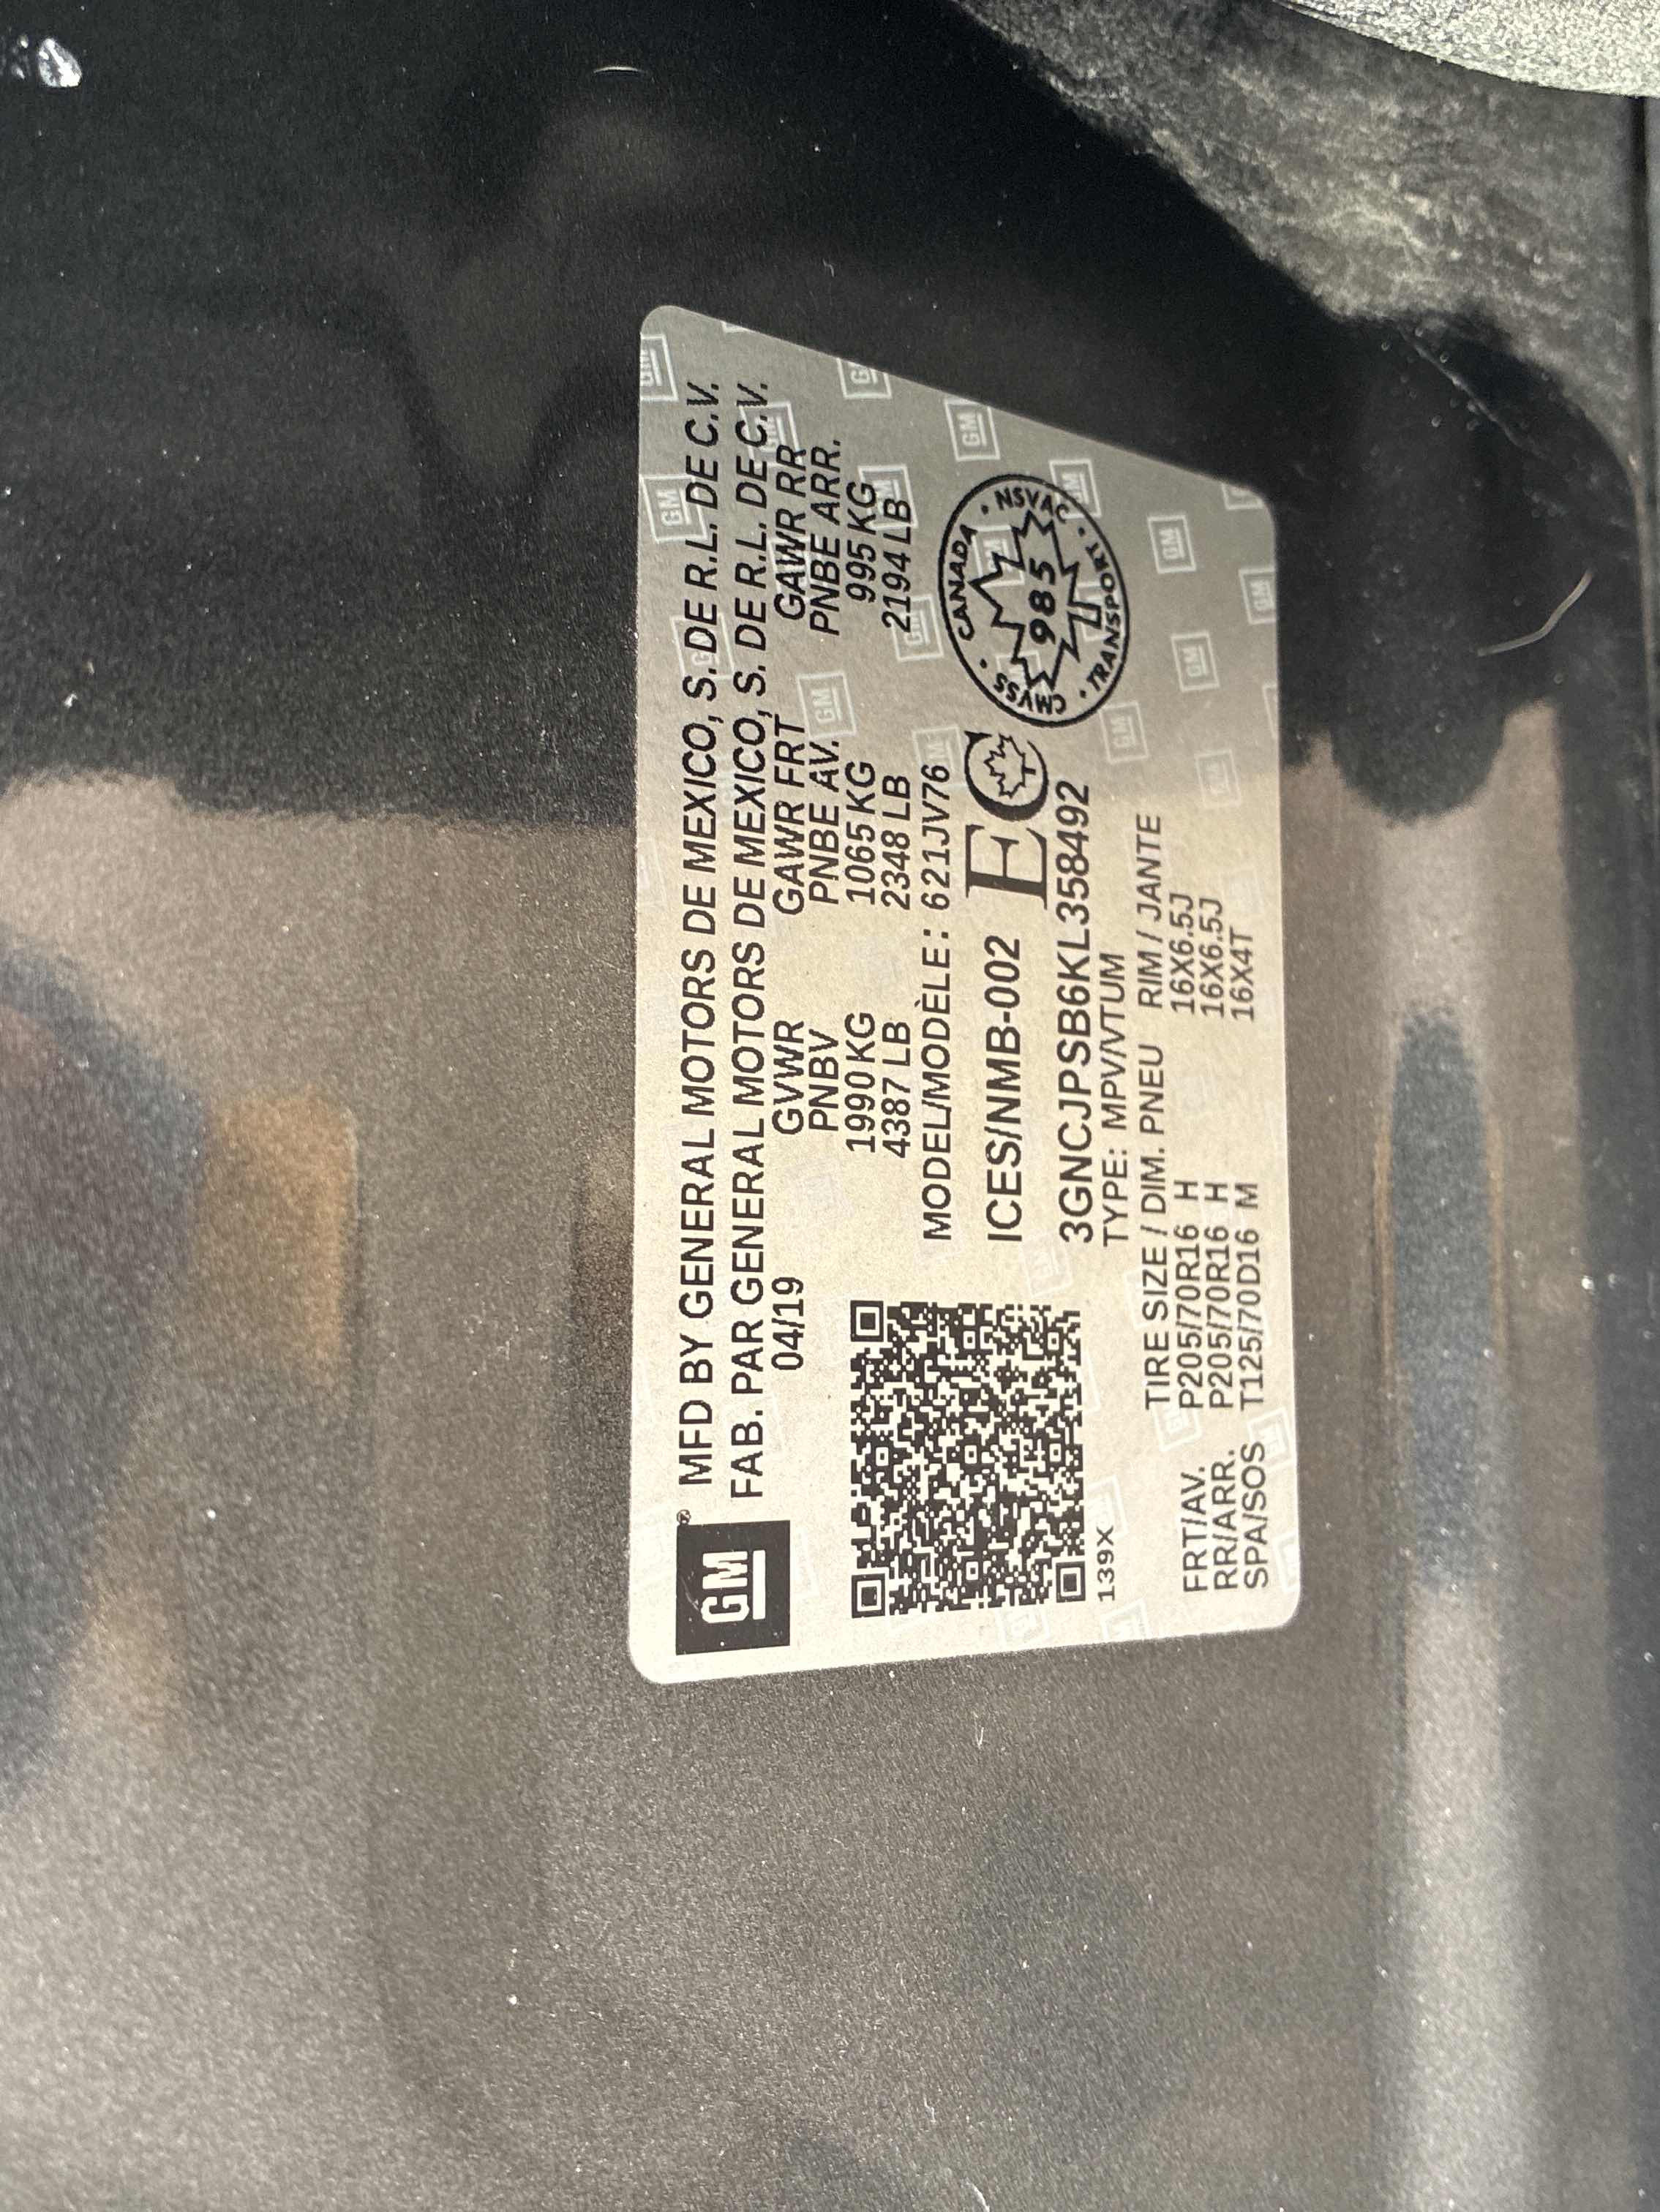 GM®
MFD BY GENERAL MOTORS DE MEXICO, S.DE R.L. DE C.V.
FAB. PAR GENERAL MOTORS DE MEXICO, S. DE R.L. DE C.V.
04/19 GVWR GAWR FRT GAWR RR
PNBV PNBE AV. PNBE ARR.
1990 KG 1065 KG 995 KG
4387 LB 2348 LB 2194 LB
MODEL/MODÈLE: 621JV76
ICES/NMB-002 EC T
CANADA • NSVAC • TRANSPORT • CMVSS •
985
3GNCJPSB6KL358492
TYPE: MPV/VTUM
139X
TIRE SIZE / DIM. PNEU RIM / JANTE
FRT/AV. P205/70R16 H 16X6.5J
RR/ARR. P205/70R16 H 16X6.5J
SPA/SOS T125/70D16 M 16X4T